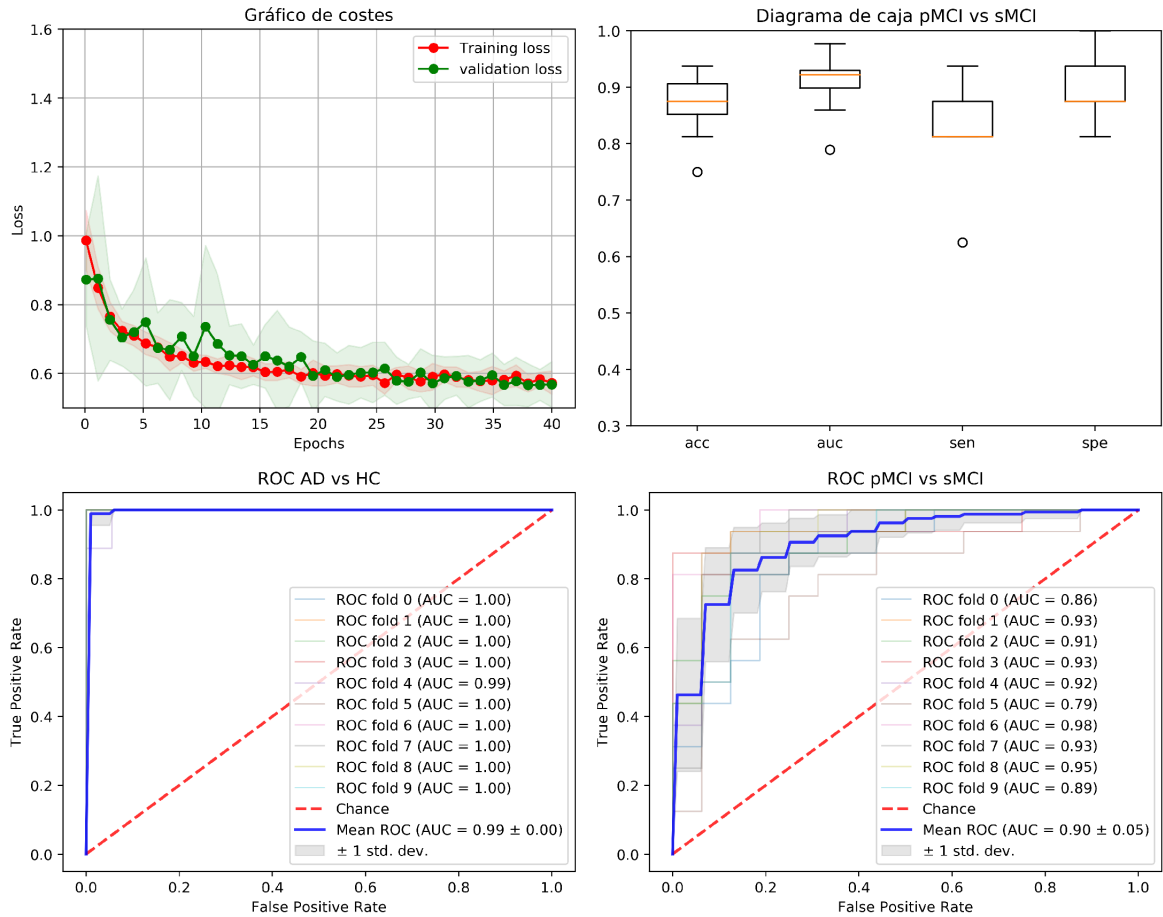 Gráfico de costes
1.6
1.4
1.2
1.0
0.8
0.6
Loss
0 5 10 15 20 25 30 35 40
Epochs
Training loss
validation loss
Diagrama de caja pMCI vs sMCI
1.0
0.9
0.8
0.7
0.6
0.5
0.4
0.3
acc auc sen spe
ROC AD vs HC
1.0
0.8
0.6
0.4
0.2
0.0
True Positive Rate
0.0 0.2 0.4 0.6 0.8 1.0
False Positive Rate
ROC fold 0 (AUC = 1.00)
ROC fold 1 (AUC = 1.00)
ROC fold 2 (AUC = 1.00)
ROC fold 3 (AUC = 1.00)
ROC fold 4 (AUC = 0.99)
ROC fold 5 (AUC = 1.00)
ROC fold 6 (AUC = 1.00)
ROC fold 7 (AUC = 1.00)
ROC fold 8 (AUC = 1.00)
ROC fold 9 (AUC = 1.00)
Chance
Mean ROC (AUC = 0.99 ± 0.00)
± 1 std. dev.
ROC pMCI vs sMCI
1.0
0.8
0.6
0.4
0.2
0.0
True Positive Rate
0.0 0.2 0.4 0.6 0.8 1.0
False Positive Rate
ROC fold 0 (AUC = 0.86)
ROC fold 1 (AUC = 0.93)
ROC fold 2 (AUC = 0.91)
ROC fold 3 (AUC = 0.93)
ROC fold 4 (AUC = 0.92)
ROC fold 5 (AUC = 0.79)
ROC fold 6 (AUC = 0.98)
ROC fold 7 (AUC = 0.93)
ROC fold 8 (AUC = 0.95)
ROC fold 9 (AUC = 0.89)
Chance
Mean ROC (AUC = 0.90 ± 0.05)
± 1 std. dev.